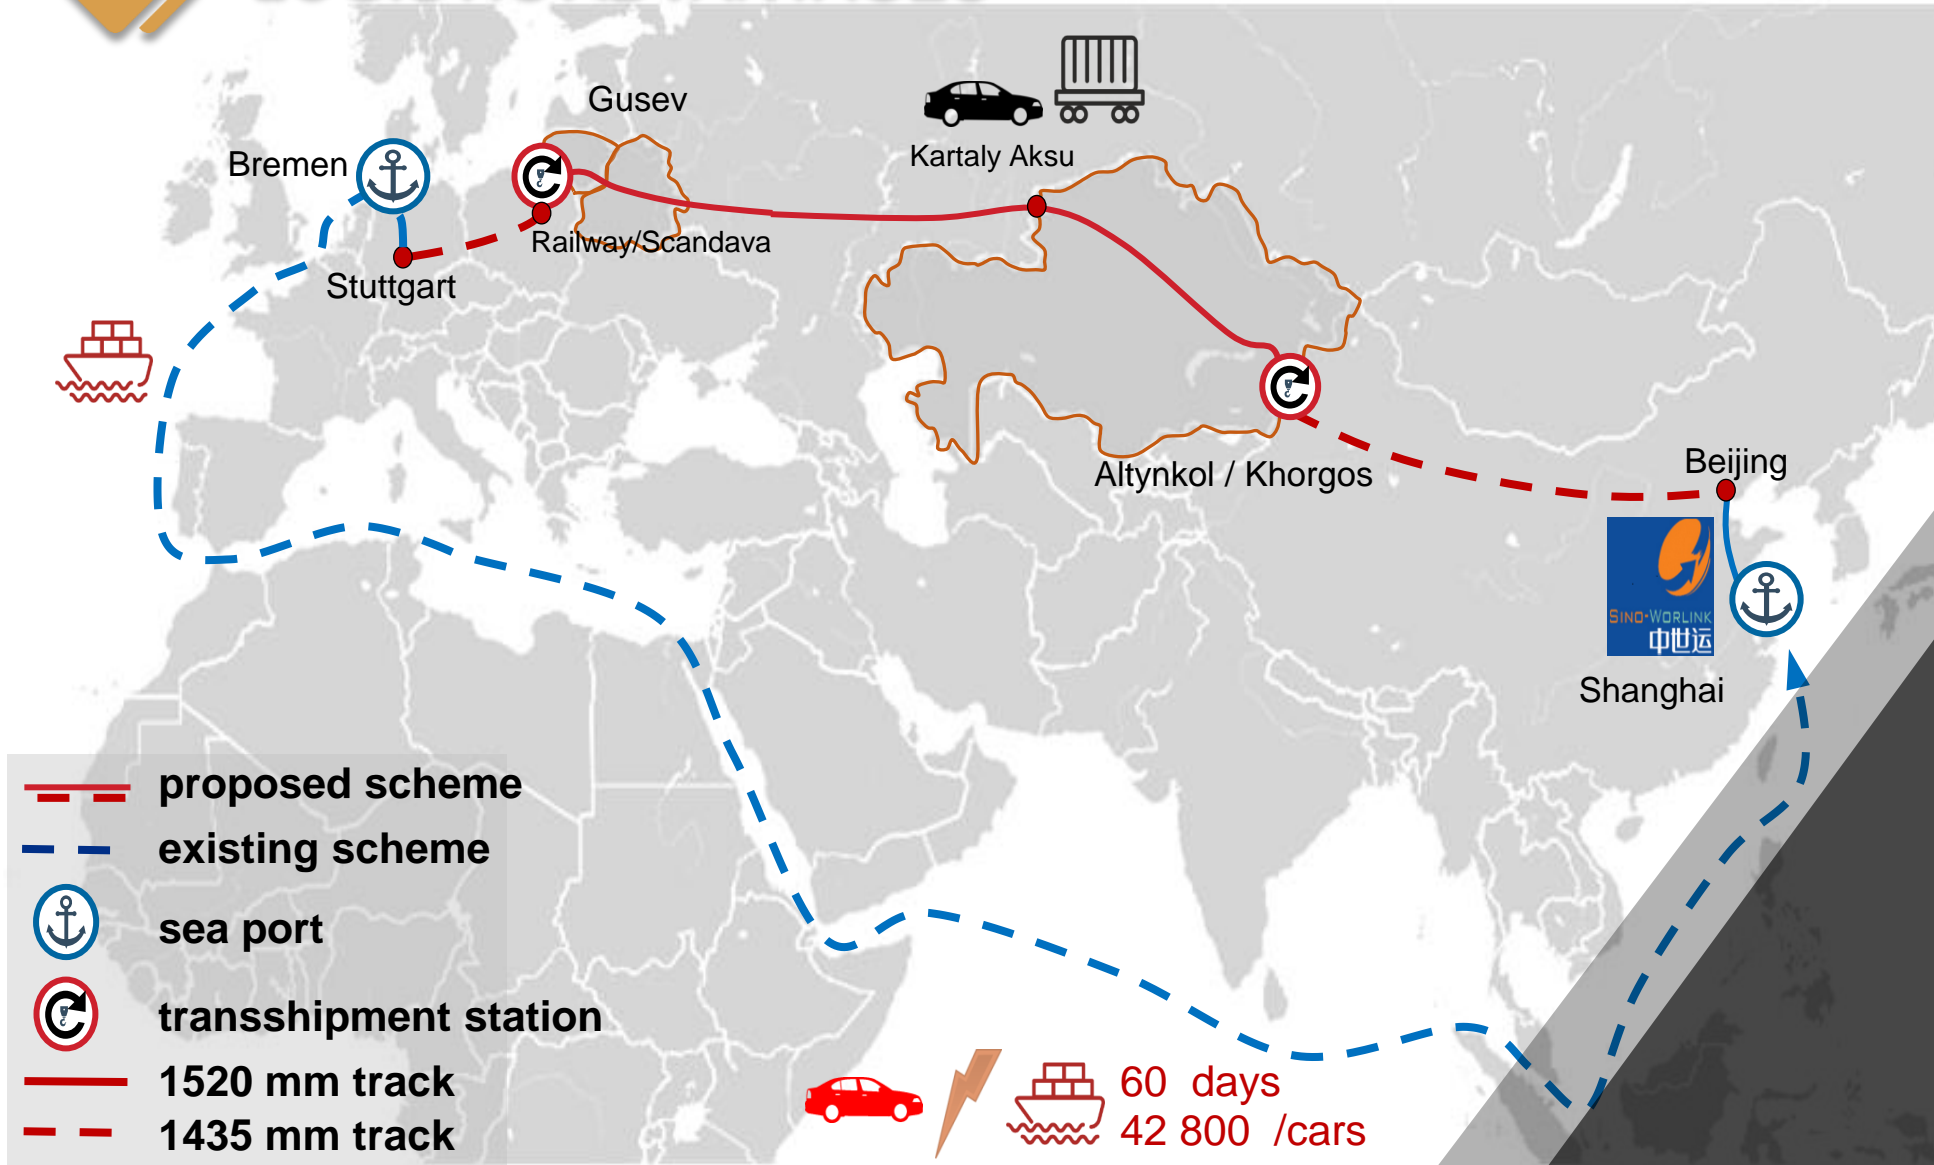 Gusev
Bremen
Kartaly Aksu
Railway/Scandava
Stuttgart
Altynkol / Khorgos
Beijing
SINO-WORLINK
中世运
Shanghai
proposed scheme
existing scheme
sea port
transshipment station
1520 mm track
1435 mm track
60 days
42 800 /cars